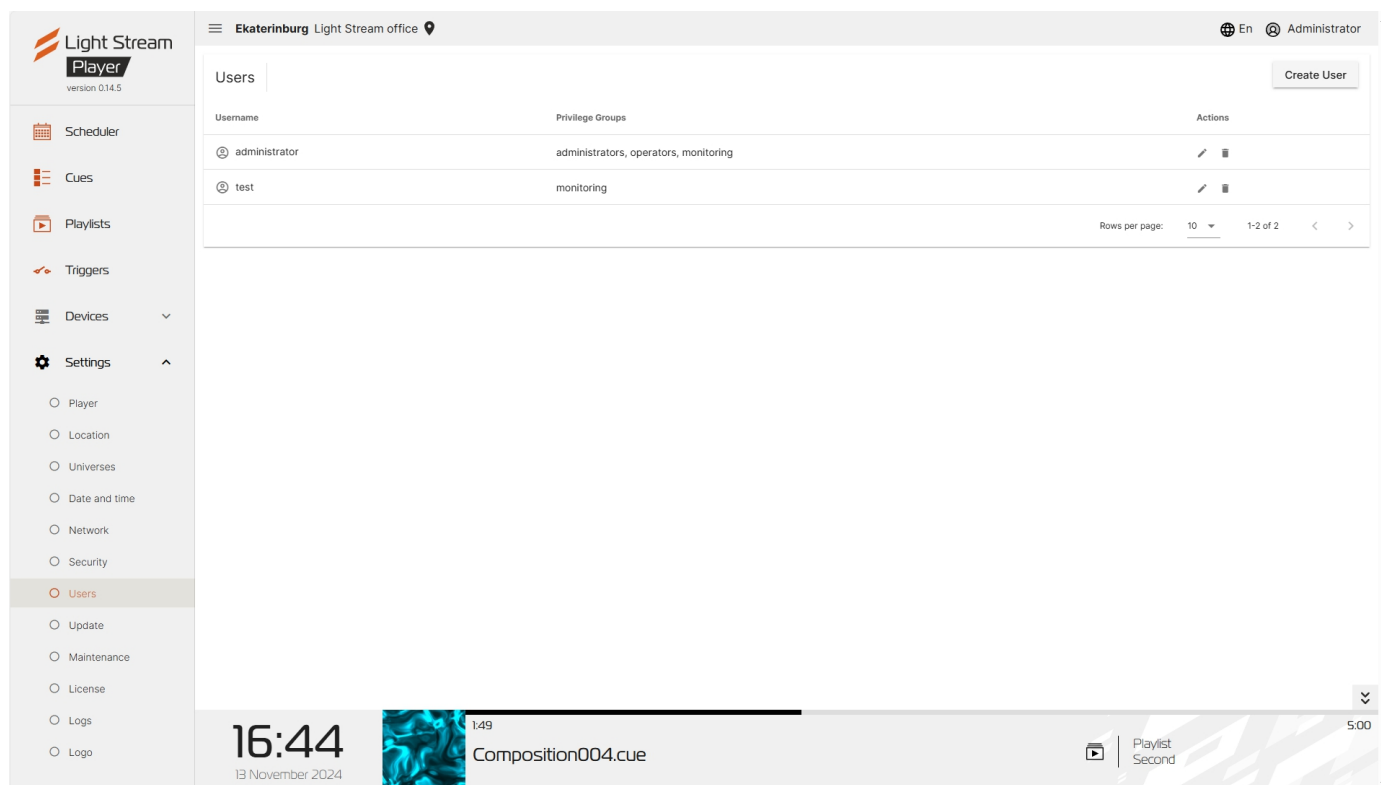 Light Stream
Player
version 0.14.5
Scheduler
Cues
Playlists
Triggers
Devices
Settings
Player
Location
Universes
Date and time
Network
Security
Users
Update
Maintenance
License
Logs
Logo
Ekaterinburg Light Stream office
En Administrator
Users
Create User
Username Privilege Groups Actions
administrator administrators, operators, monitoring
test monitoring
Rows per page: 10 1-2 of 2
16:44
13 November 2024
1:49 5:00
Composition004.cue
Playlist
Second